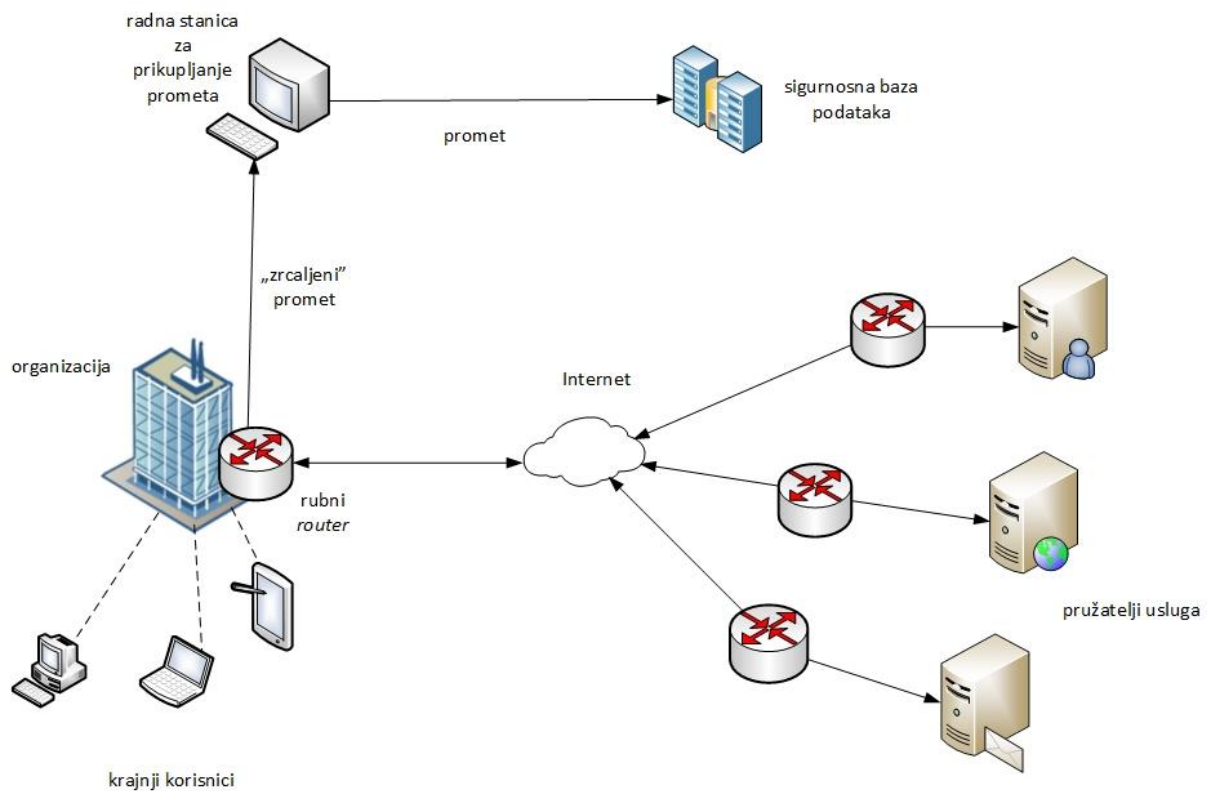 radna stanica
za
prikupljanje
prometa
promet
sigurnosna baza
podataka
„zrcaljeni”
promet
organizacija
Internet
rubni
router
pružatelji usluga
krajnji korisnici